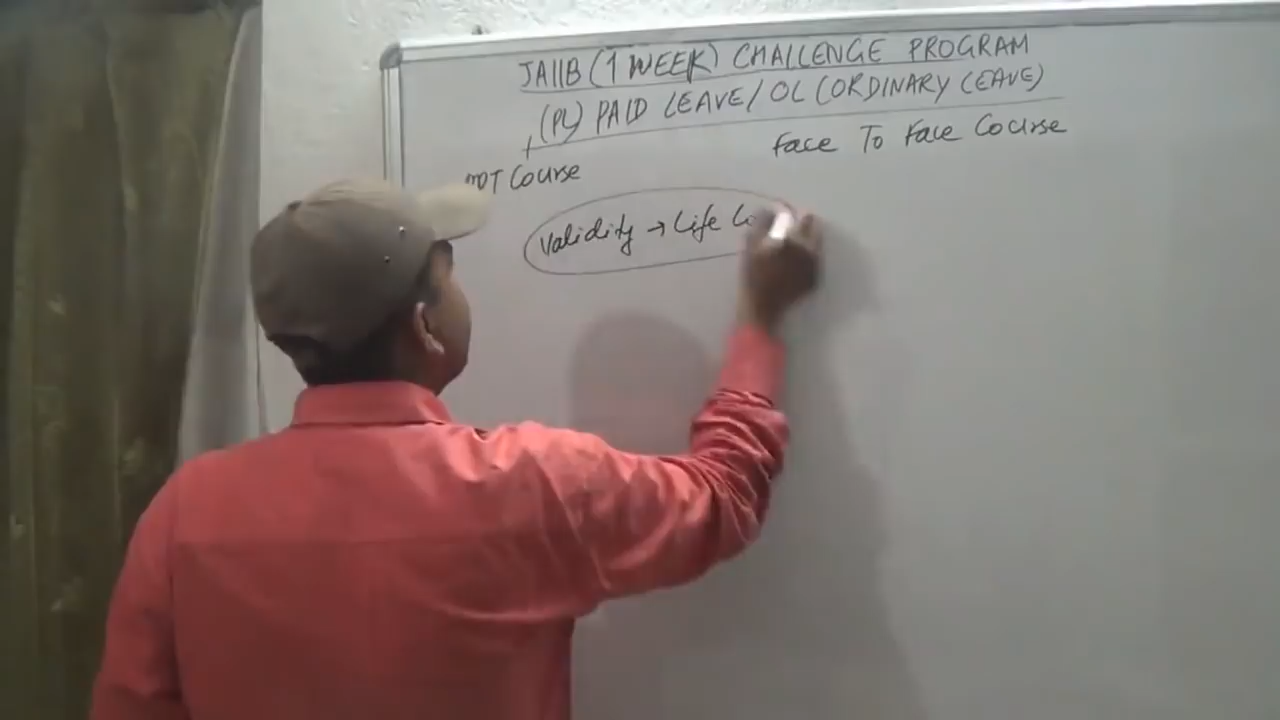 JAIIB (1 WEEK) CHALLENGE PROGRAM
(PL) PAID LEAVE/OL (ORDINARY LEAVE)
Face To Face Course
Course
Validity → Life